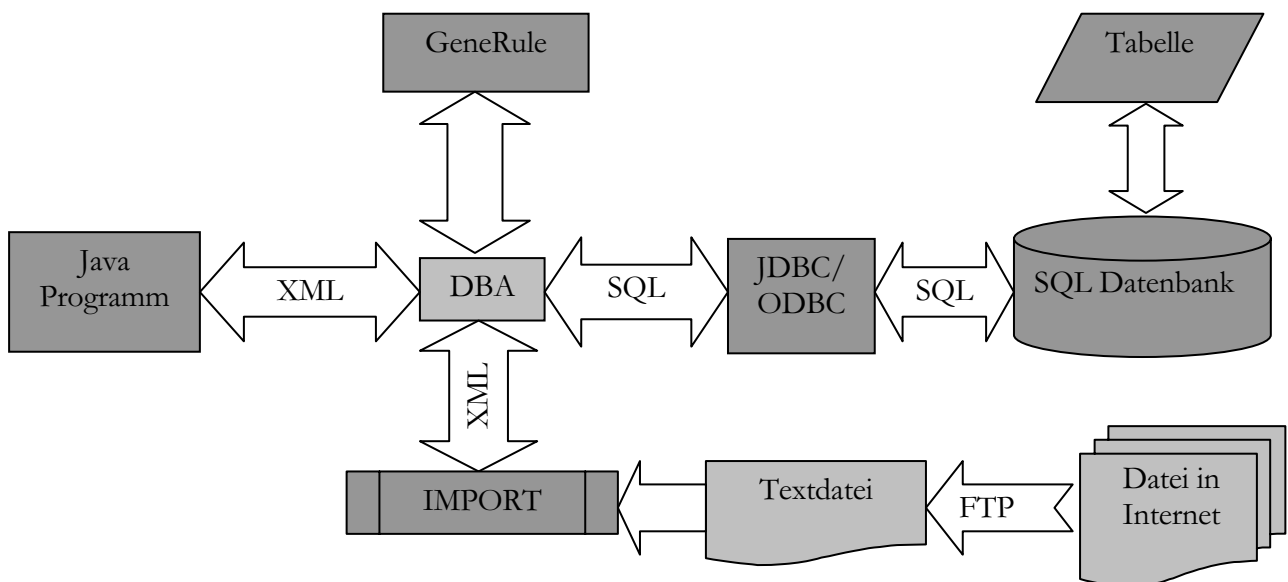 GeneRule
Tabelle
Java
Programm
XML
DBA
SQL
JDBC/
ODBC
SQL
SQL Datenbank
XML
IMPORT
Textdatei
FTP
Datei in
Internet